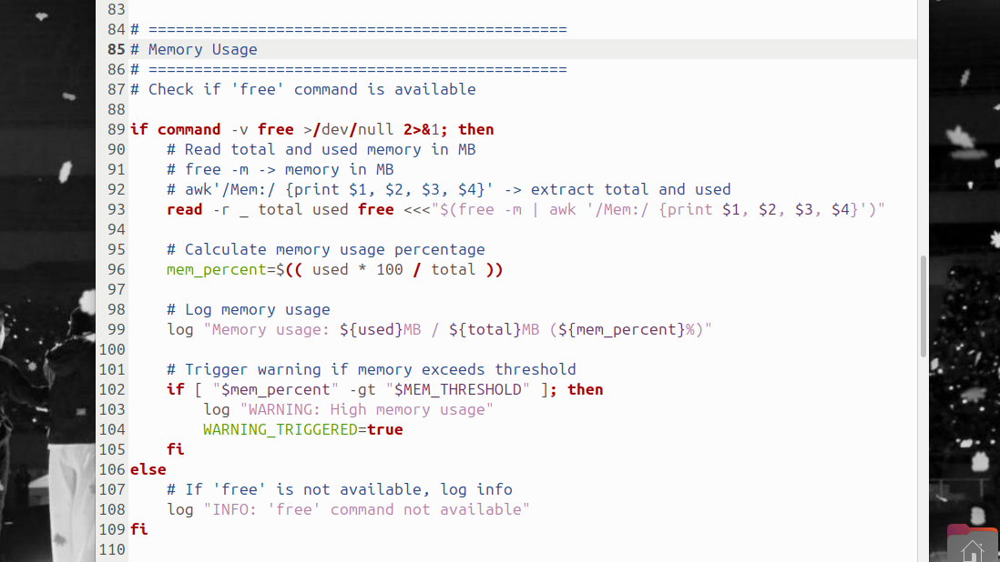 83
84 # ==============================================
85 # Memory Usage
86 # ==============================================
87 # Check if 'free' command is available
88
89 if command -v free >/dev/null 2>&1; then
90     # Read total and used memory in MB
91     # free -m -> memory in MB
92     # awk'/Mem:/ {print $1, $2, $3, $4}' -> extract total and used
93     read -r _ total used free <<<"$(free -m | awk '/Mem:/ {print $1, $2, $3, $4}')"
94
95     # Calculate memory usage percentage
96     mem_percent=$(( used * 100 / total ))
97
98     # Log memory usage
99     log "Memory usage: ${used}MB / ${total}MB (${mem_percent}%)"
100
101     # Trigger warning if memory exceeds threshold
102     if [ "$mem_percent" -gt "$MEM_THRESHOLD" ]; then
103         log "WARNING: High memory usage"
104         WARNING_TRIGGERED=true
105     fi
106 else
107     # If 'free' is not available, log info
108     log "INFO: 'free' command not available"
109 fi
110